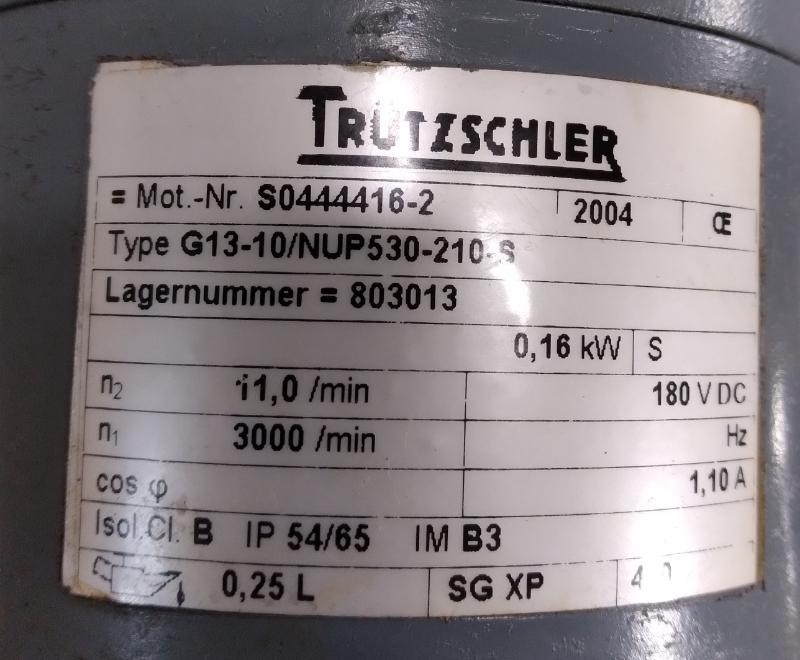 TRÜTZSCHLER
= Mot.-Nr. S0444416-2 2004 CE
Type G13-10/NUP530-210-S
Lagernummer = 803013
0,16 kW S
n₂ /min 180 V DC
n₁ 3000 /min Hz
cos φ 1,10 A
Isol.Cl. B IP 54/65 IM B3
0,25 L SG XP